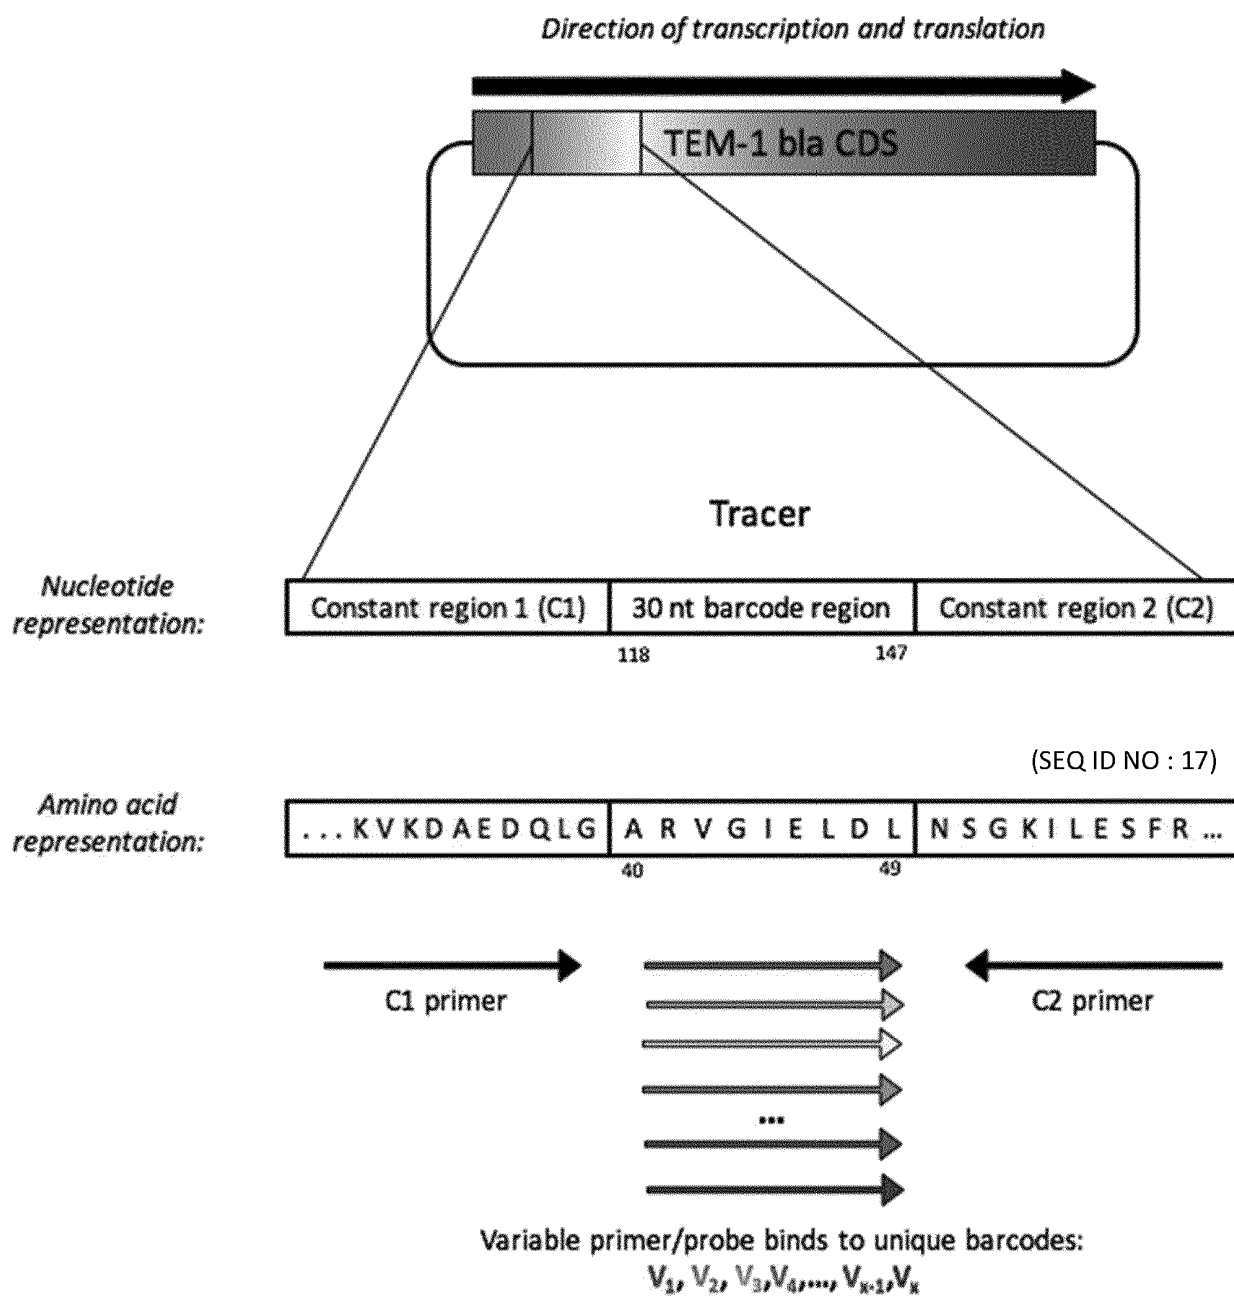 Direction of transcription and translation
TEM-1 bla CDS
Tracer
Nucleotide
representation:
Constant region 1 (C1) 30 nt barcode region Constant region 2 (C2)
118 147
(SEQ ID NO : 17)
Amino acid
representation:
...KVKDAEDQLG A R V G I E L D L N S G K I L E S F R ...
40 49
C1 primer C2 primer
...
Variable primer/probe binds to unique barcodes:
V1, V2, V3,V4,..., Vx-1,Vx